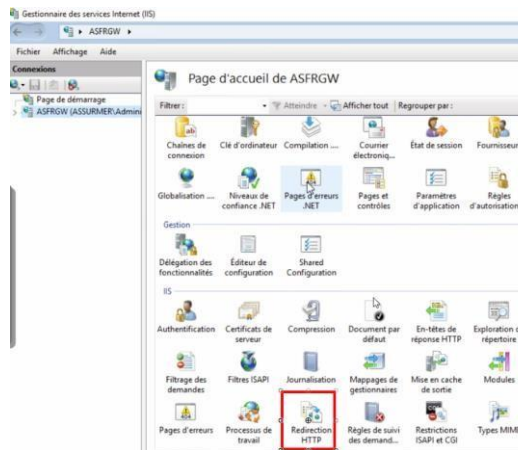 Gestionnaire des services Internet (IIS)
ASFRGW
Fichier Affichage Aide
Connexions
Page de démarrage
ASFRGW (ASSURMER\Admini
Page d'accueil de ASFRGW
Filtrer : Atteindre Afficher tout Regrouper par :
Chaînes de connexion
Clé d'ordinateur
Compilation ....
Courrier électroniq...
État de session
Fournisseur
Globalisation ....
Niveaux de confiance .NET
Pages d'erreurs .NET
Pages et contrôles
Paramètres d'application
Règles d'autorisation
Gestion
Délégation des fonctionnalités
Éditeur de configuration
Shared Configuration
IIS
Authentification
Certificats de serveur
Compression
Document par défaut
En-têtes de réponse HTTP
Exploration d répertoire
Filtrage des demandes
Filtres ISAPI
Journalisation
Mappages de gestionnaires
Mise en cache de sortie
Modules
Pages d'erreurs
Processus de travail
Redirection HTTP
Règles de suivi des demand...
Restrictions ISAPI et CGI
Types MIM